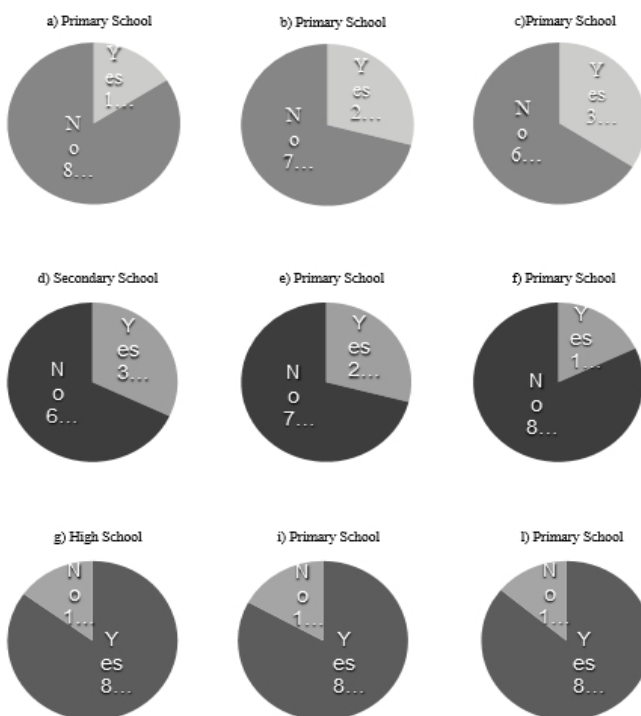 a) Primary School
Y
es
1...
N
o
8...
b) Primary School
Y
es
2...
N
o
7...
c)Primary School
Y
es
3...
N
o
6...
d) Secondary School
Y
es
3...
N
o
6...
e) Primary School
Y
es
2...
N
o
7...
f) Primary School
Y
es
1...
N
o
8...
g) High School
N
o
1...
Y
es
8...
i) Primary School
N
o
1...
Y
es
8...
l) Primary School
N
o
1...
Y
es
8...